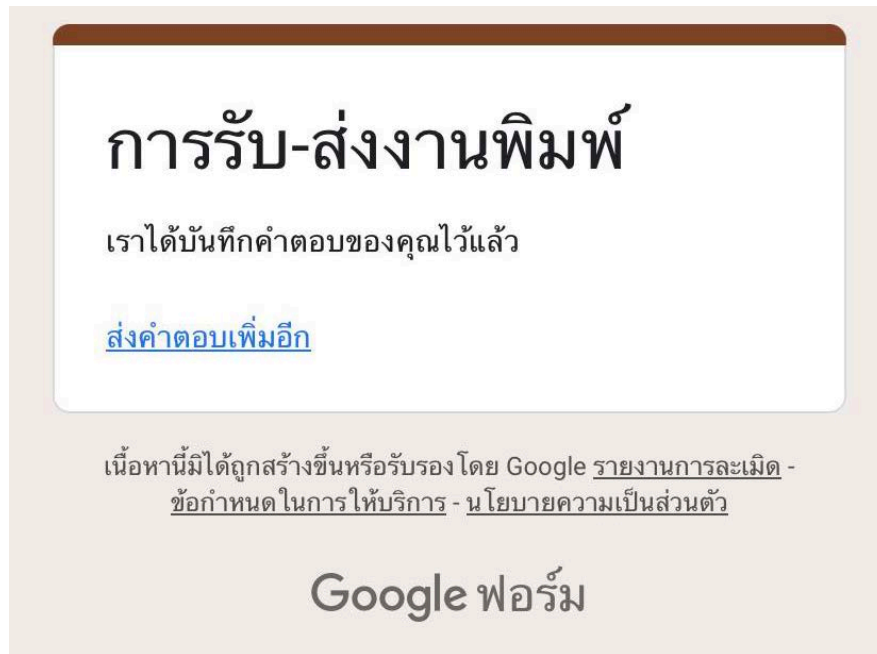 การรับ-ส่งงานพิมพ์
เราได้บันทึกคำตอบของคุณไว้แล้ว
ส่งคำตอบเพิ่มอีก
เนื้อหานี้มิได้ถูกสร้างขึ้นหรือรับรองโดย Google รายงานการละเมิด -
ข้อกำหนดในการให้บริการ - นโยบายความเป็นส่วนตัว
Google ฟอร์ม